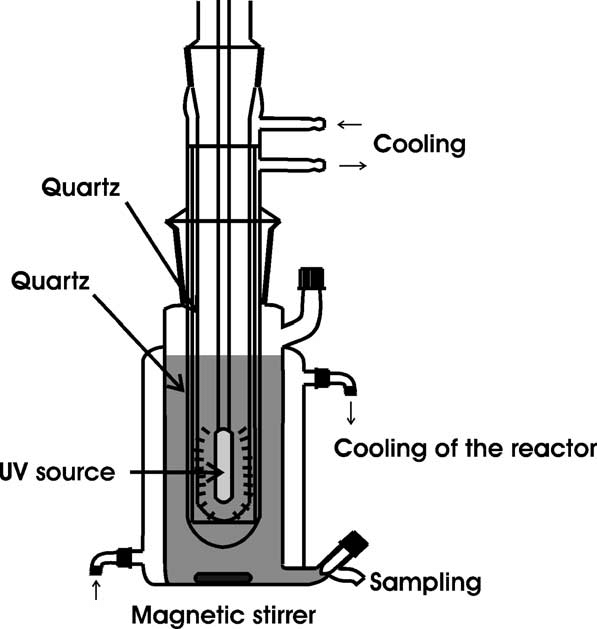 Cooling
Quartz
Quartz
Cooling of the reactor
UV source
Sampling
Magnetic stirrer